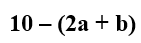 10 – (2a + b)